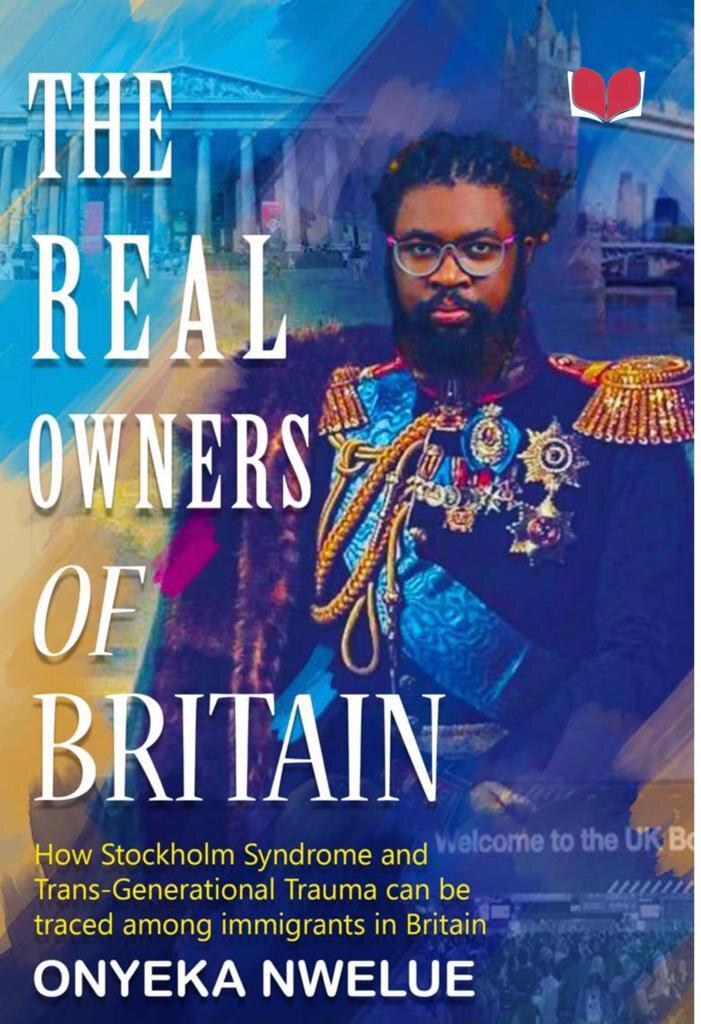 THE
REAL
OWNERS
OF
BRITAIN
Welcome to the UK Bo
How Stockholm Syndrome and
Trans-Generational Trauma can be
traced among immigrants in Britain
ONYEKA NWELUE